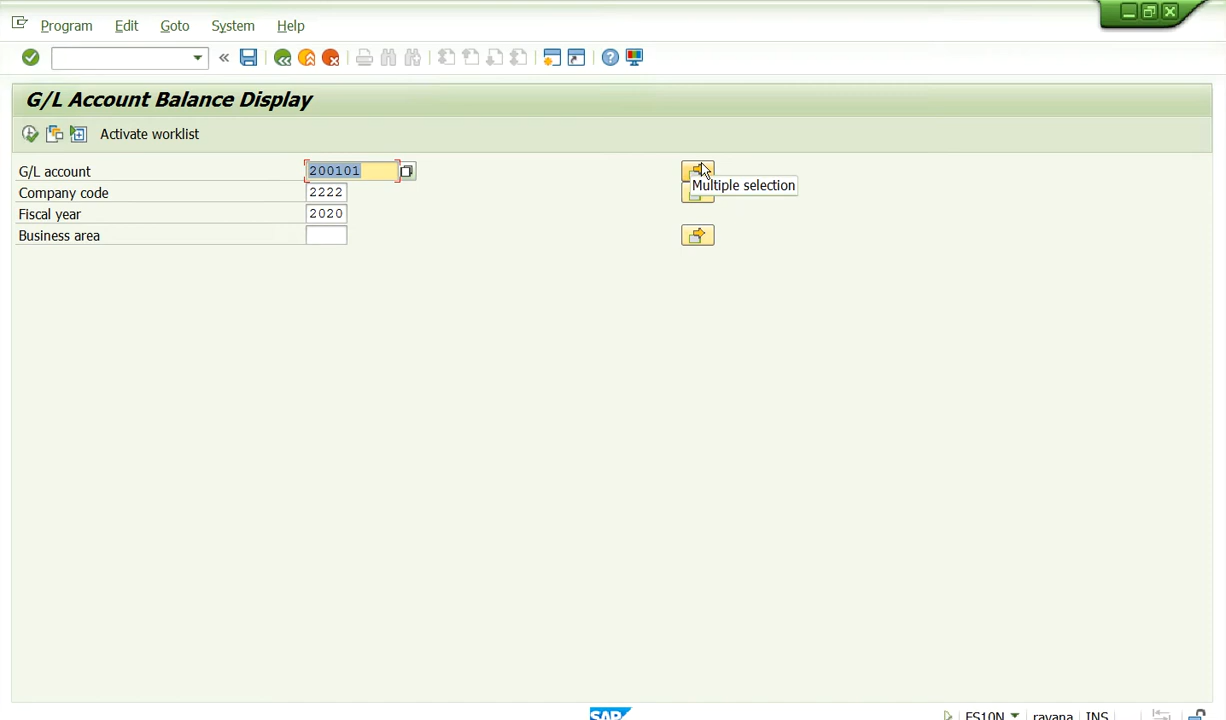 Program Edit Goto System Help
G/L Account Balance Display
Activate worklist
G/L account 200101
Multiple selection
Company code 2222
Fiscal year 2020
Business area
SAP FS10N ravana INS